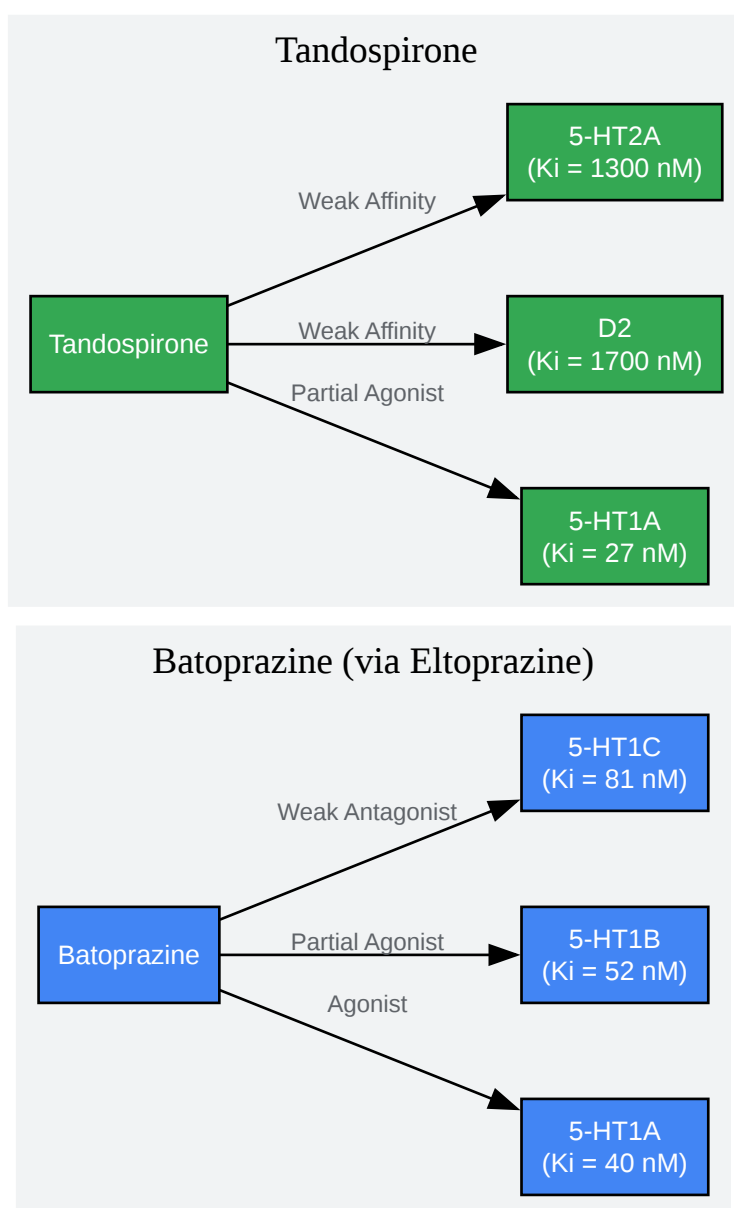 Tandospirone
5-HT2A
(Ki = 1300 nM)
Weak Affinity
Tandospirone
Weak Affinity
D2
(Ki = 1700 nM)
Partial Agonist
5-HT1A
(Ki = 27 nM)
Batoprazine (via Eltoprazine)
5-HT1C
(Ki = 81 nM)
Weak Antagonist
Batoprazine
Partial Agonist
5-HT1B
(Ki = 52 nM)
Agonist
5-HT1A
(Ki = 40 nM)